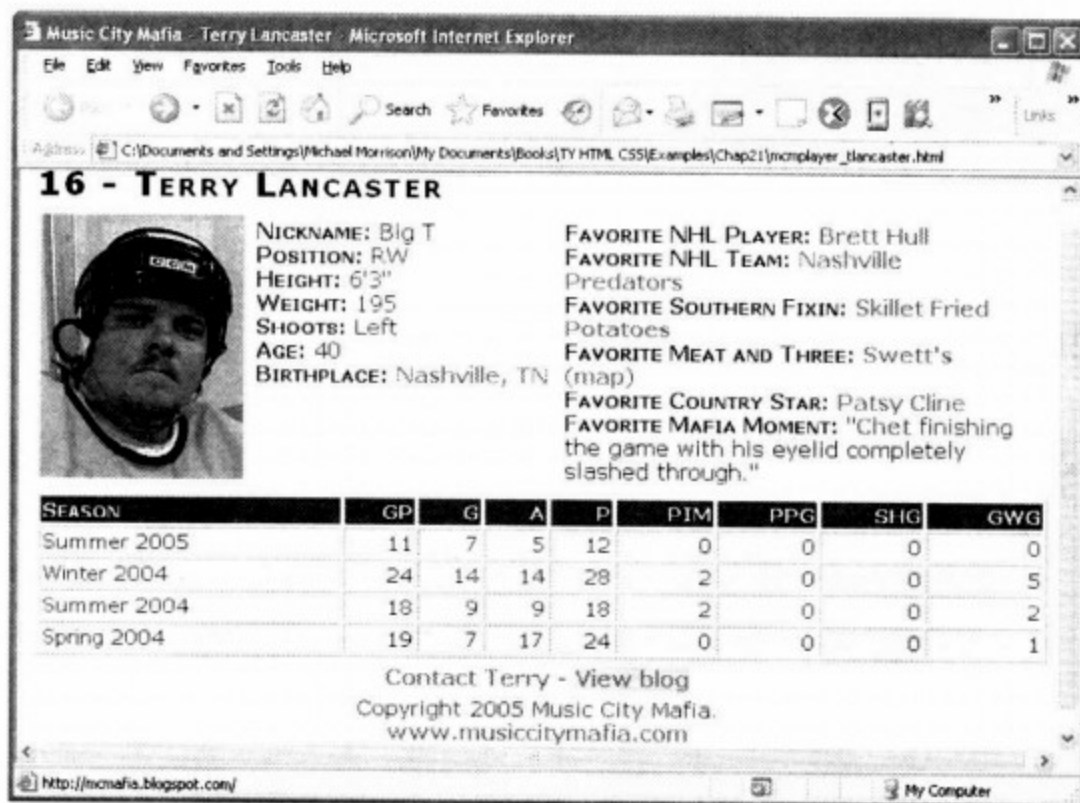 Music City Mafia - Terry Lancaster - Microsoft Internet Explorer
File Edit View Favorites Tools Help
Search Favorites
Links
Address C:\Documents and Settings\Michael Morrison\My Documents\Books\TY HTML CSS\Examples\Chap21\mcmplayer_tlancaster.html
16 - TERRY LANCASTER
NICKNAME: Big T
POSITION: RW
HEIGHT: 6'3"
WEIGHT: 195
SHOOTS: Left
AGE: 40
BIRTHPLACE: Nashville, TN
FAVORITE NHL PLAYER: Brett Hull
FAVORITE NHL TEAM: Nashville
Predators
FAVORITE SOUTHERN FIXIN: Skillet Fried
Potatoes
FAVORITE MEAT AND THREE: Swett's
(map)
FAVORITE COUNTRY STAR: Patsy Cline
FAVORITE MAFIA MOMENT: "Chet finishing
the game with his eyelid completely
slashed through."
SEASON GP G A P PIM PPG SHG GWG
Summer 2005 11 7 5 12 0 0 0 0
Winter 2004 24 14 14 28 2 0 0 5
Summer 2004 18 9 9 18 2 0 0 2
Spring 2004 19 7 17 24 0 0 0 1
Contact Terry - View blog
Copyright 2005 Music City Mafia.
www.musiccitymafia.com
http://mcmafia.blogspot.com/
My Computer